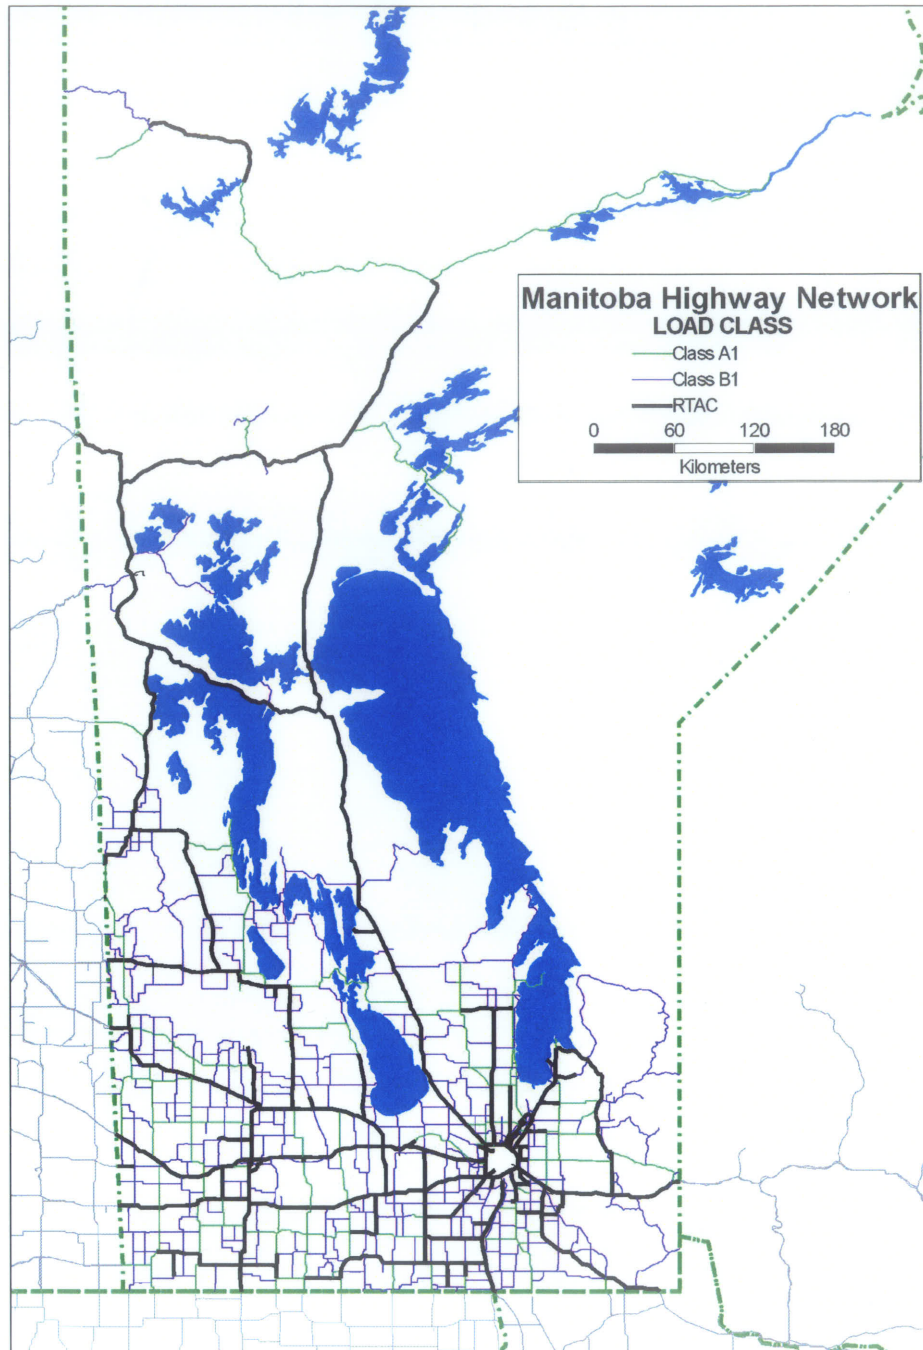 Manitoba Highway Network
LOAD CLASS
Class A1
Class B1
RTAC
0 60 120 180
Kilometers